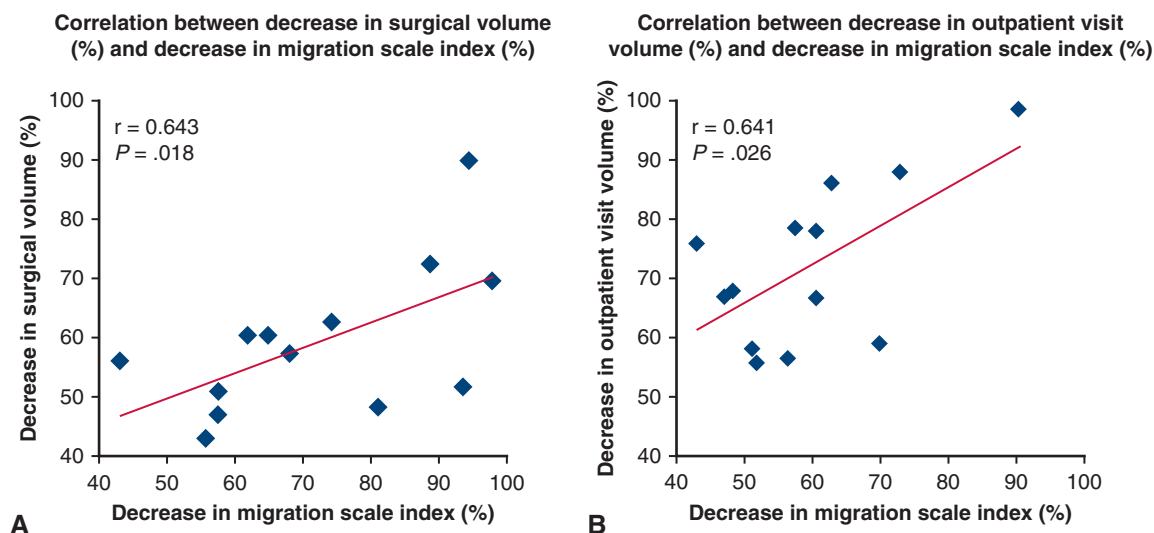 Correlation between decrease in surgical volume
(%) and decrease in migration scale index (%)
r = 0.643
P = .018
Decrease in surgical volume (%)
100
90
80
70
60
50
40
40 50 60 70 80 90 100
Decrease in migration scale index (%)
A
Correlation between decrease in outpatient visit
volume (%) and decrease in migration scale index (%)
r = 0.641
P = .026
Decrease in outpatient visit volume (%)
100
90
80
70
60
50
40
40 50 60 70 80 90 100
Decrease in migration scale index (%)
B